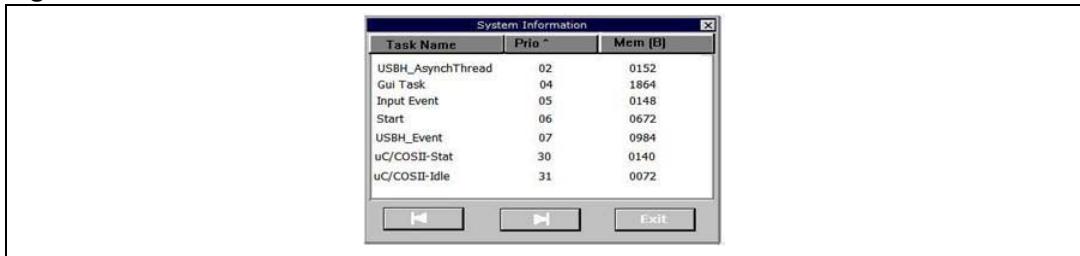 System Information
Task Name Prio ^ Mem (B)
USBH_AsynchThread 02 0152
Gui Task 04 1864
Input Event 05 0148
Start 06 0672
USBH_Event 07 0984
uC/COSII-Stat 30 0140
uC/COSII-Idle 31 0072
Exit